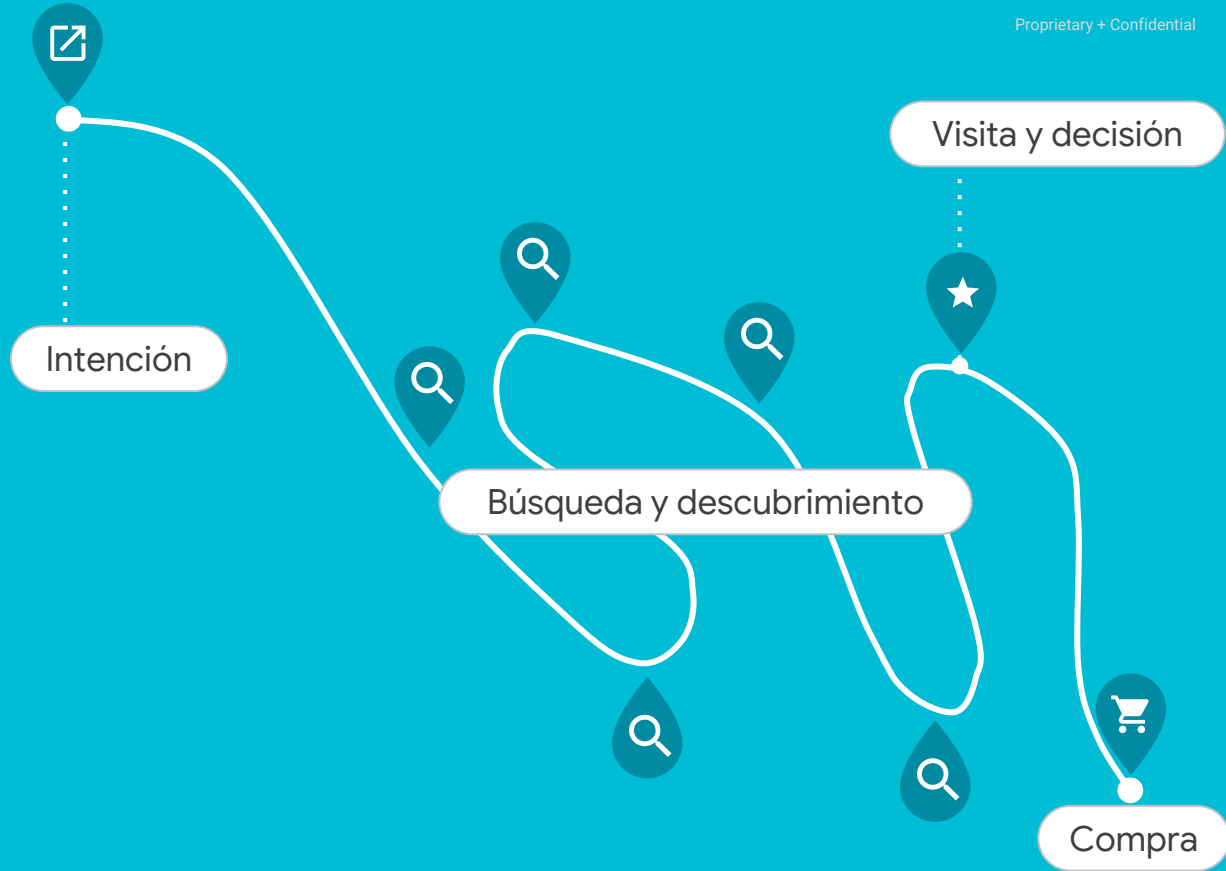 Proprietary + Confidential
Visita y decisión
Intención
Búsqueda y descubrimiento
Compra